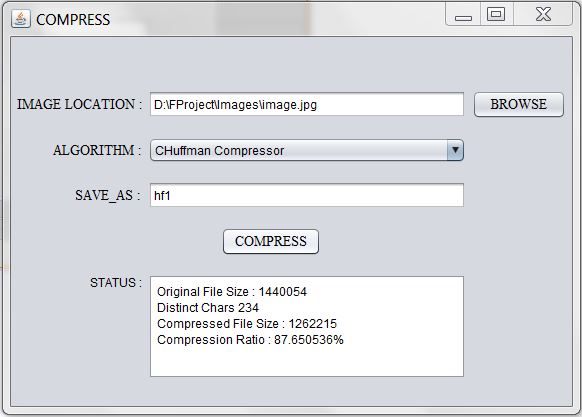 COMPRESS
IMAGE LOCATION : D:\FProject\Images\image.jpg BROWSE
ALGORITHM : CHuffman Compressor
SAVE_AS : hf1
COMPRESS
STATUS :
Original File Size : 1440054
Distinct Chars 234
Compressed File Size : 1262215
Compression Ratio : 87.650536%